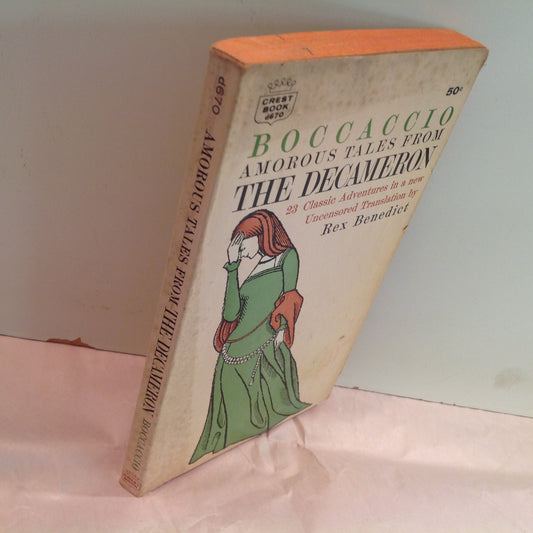 d670 AMOROUS TALES FROM THE DECAMERON BOCCACCIO
CREST
BOOK
d670
50¢
BOCCACCIO
AMOROUS TALES FROM
THE DECAMERON
23 Classic Adventures in a new
Uncensored Translation by
Rex Benedict